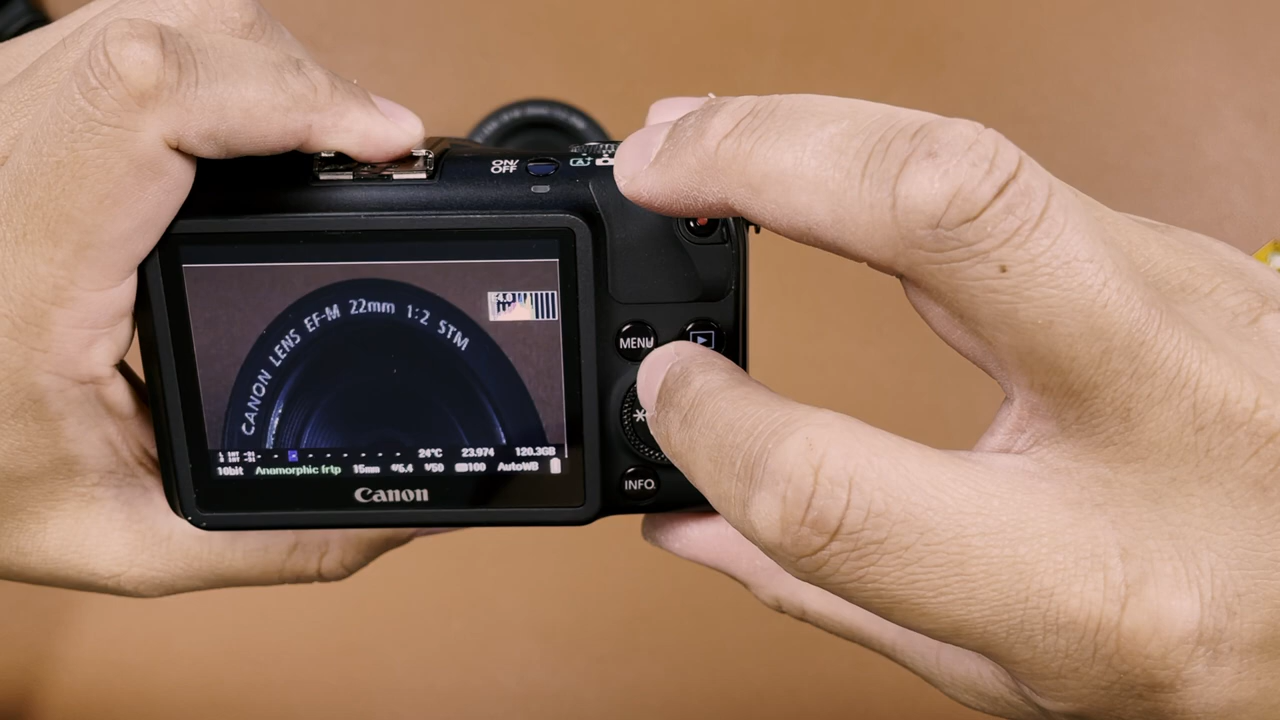 ON/
OFF
A+
CANON LENS EF-M 22mm 1:2 STM
MENU
24°C 23.974 120.3GB
10bit Anamorphic frtp 15mm f/5.4 1/50 100 AutoWB
Canon
INFO.